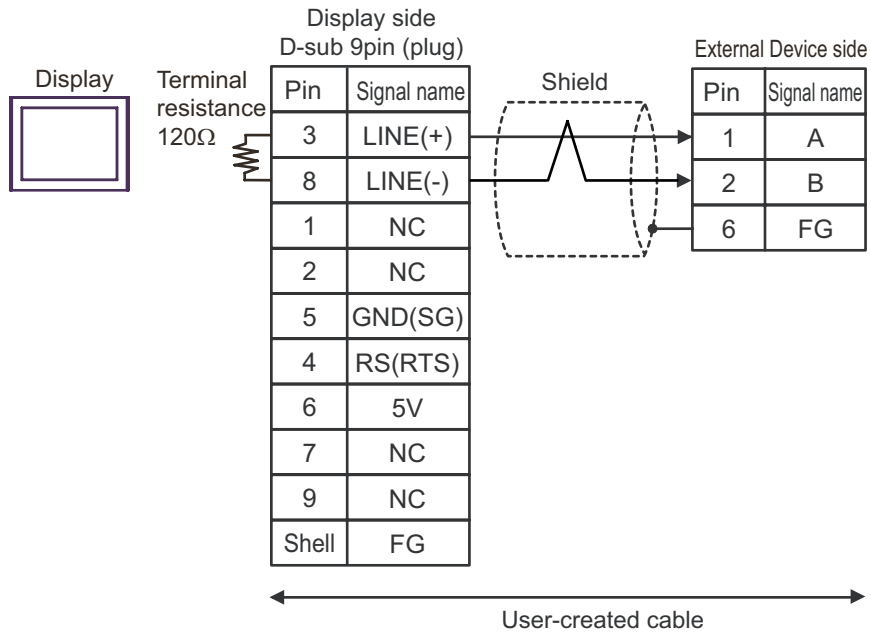 Display side
D-sub 9pin (plug)
External Device side
Display
Terminal
resistance
120Ω
Shield
Pin Signal name
3 LINE(+)
8 LINE(-)
1 NC
2 NC
5 GND(SG)
4 RS(RTS)
6 5V
7 NC
9 NC
Shell FG
Pin Signal name
1 A
2 B
6 FG
User-created cable